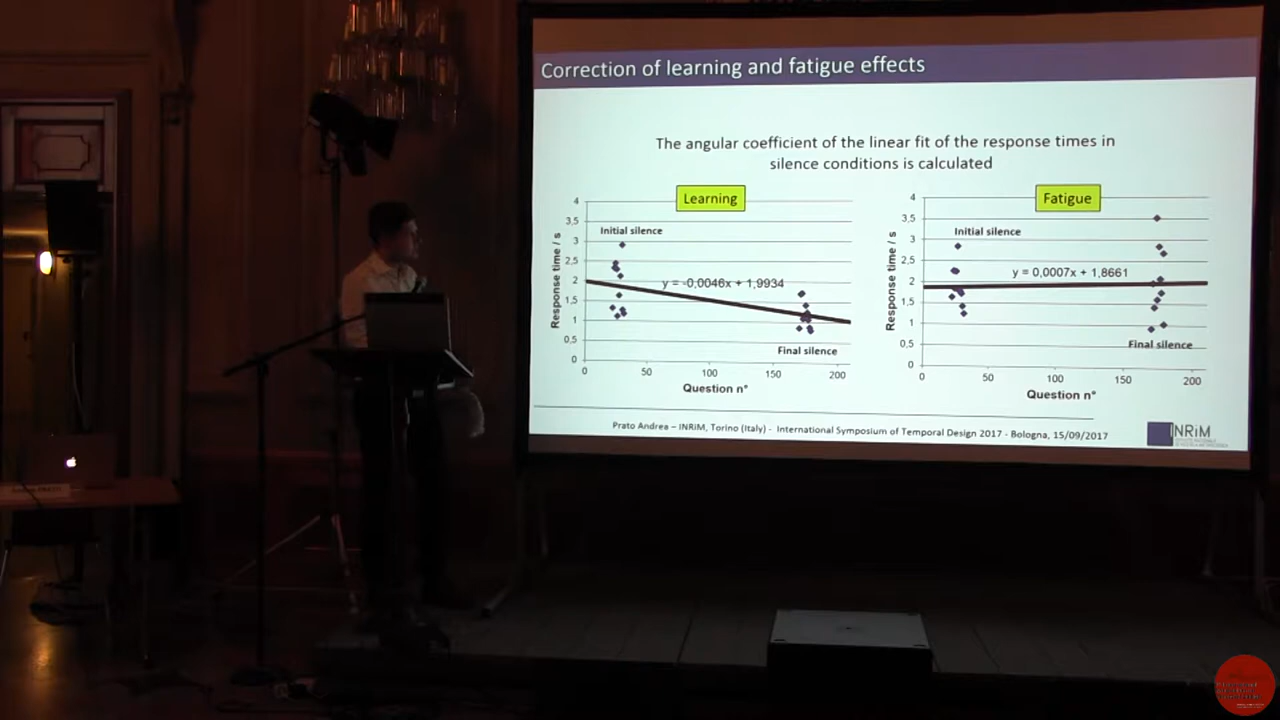 Correction of learning and fatigue effects
The angular coefficient of the linear fit of the response times in
silence conditions is calculated
Learning
4
3,5
3
2,5
2
1,5
1
0,5
0
Response time / s
Initial silence
y = -0,0046x + 1,9934
Final silence
0 50 100 150 200
Question n°
Fatigue
4
3,5
3
2,5
2
1,5
1
0,5
0
Response time / s
Initial silence
y = 0,0007x + 1,8661
Final silence
0 50 100 150 200
Question n°
Prato Andrea – INRiM, Torino (Italy) - International Symposium of Temporal Design 2017 - Bologna, 15/09/2017
INRiM